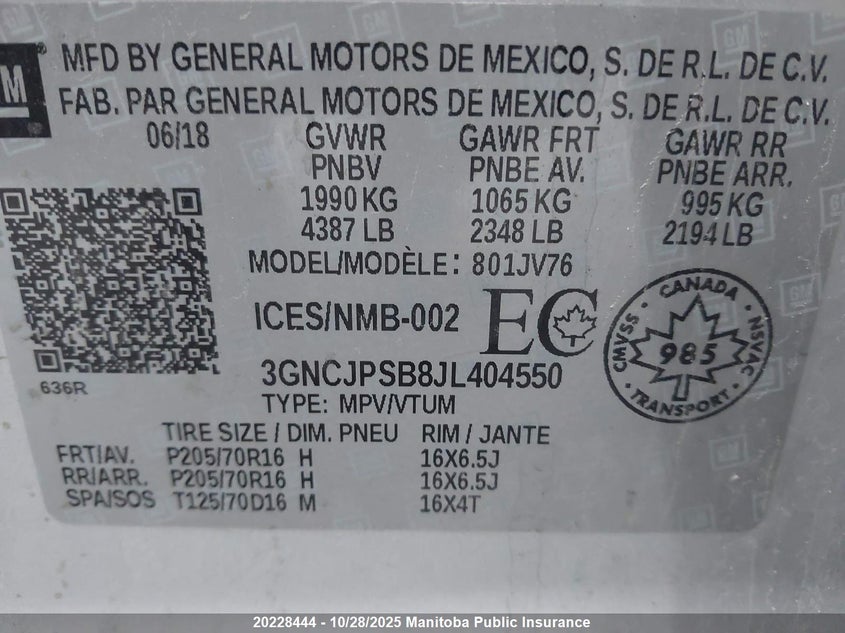 GM
MFD BY GENERAL MOTORS DE MEXICO, S. DE R.L. DE C.V.
FAB. PAR GENERAL MOTORS DE MEXICO, S. DE R.L. DE C.V.
06/18 GVWR GAWR FRT GAWR RR
PNBV PNBE AV. PNBE ARR.
1990 KG 1065 KG 995 KG
4387 LB 2348 LB 2194 LB
MODEL/MODÈLE: 801JV76
ICES/NMB-002 EC
CANADA
CMVSS 985 NSVAC
TRANSPORT
636R
3GNCJPSB8JL404550
TYPE: MPV/VTUM
TIRE SIZE / DIM. PNEU RIM / JANTE
FRT/AV. P205/70R16 H 16X6.5J
RR/ARR. P205/70R16 H 16X6.5J
SPA/SOS T125/70D16 M 16X4T
20228444 - 10/28/2025 Manitoba Public Insurance